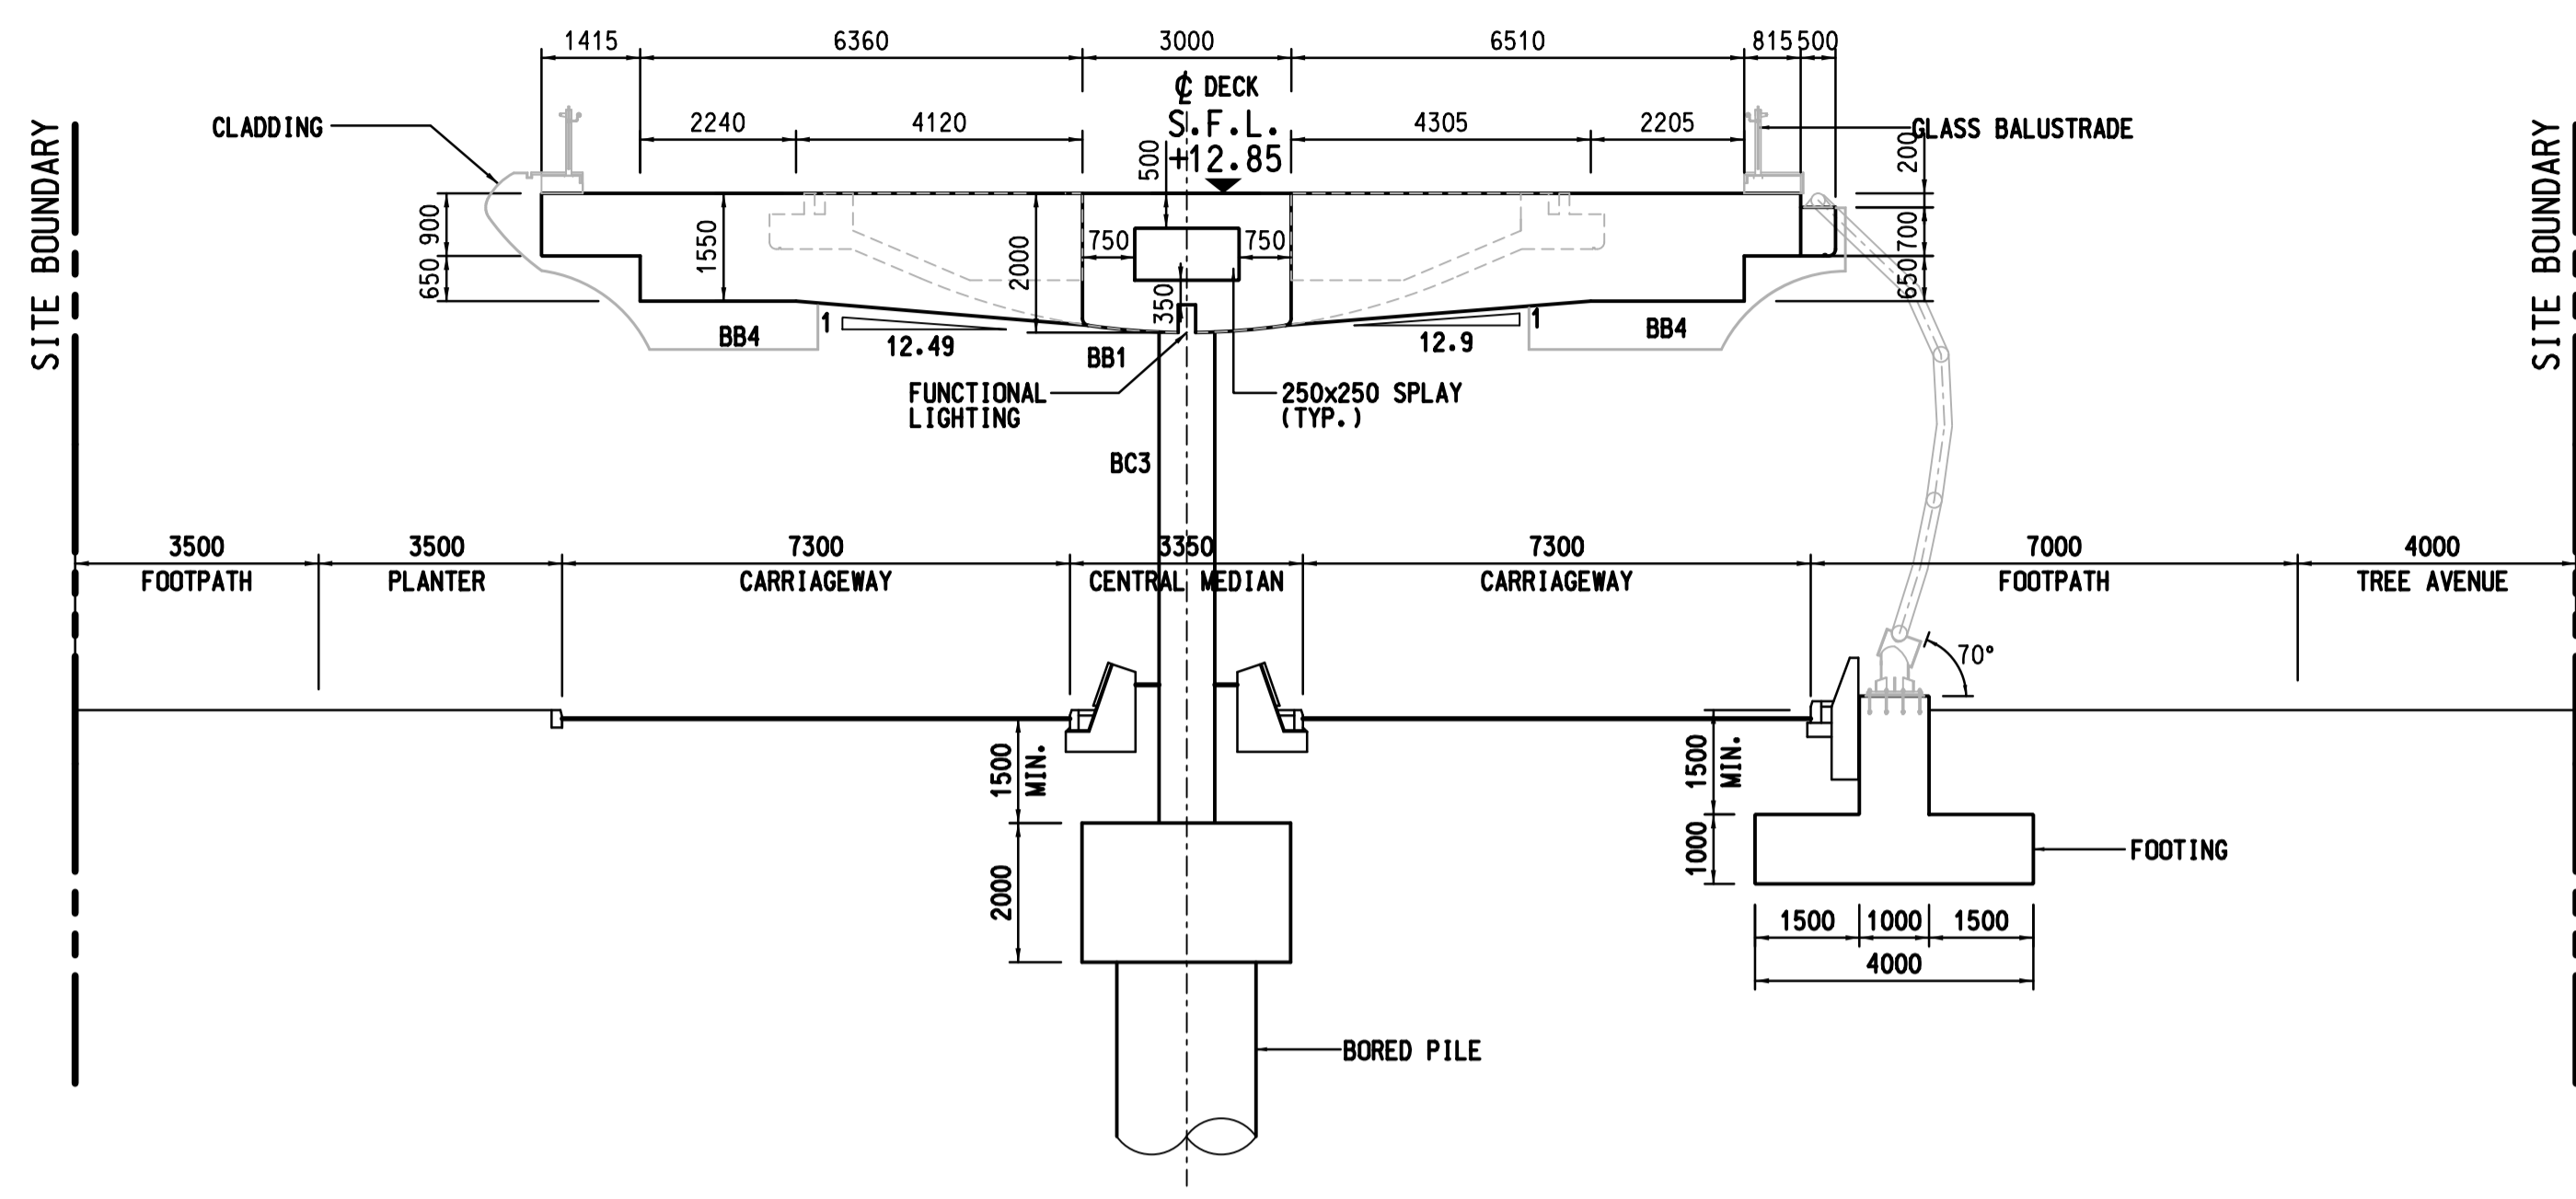 1415 6360 3000 6510 815 500
℄ DECK
S.F.L.
+12.85
CLADDING
2240 4120 500 4305 2205
GLASS BALUSTRADE
200
SITE BOUNDARY
SITE BOUNDARY
900 1550 2000 750 750 700
650 350 650
BB4 1 12.49 BB1 12.9 1 BB4
FUNCTIONAL
LIGHTING
250x250 SPLAY
(TYP.)
BC3
3500 3500 7300 3350 7300 7000 4000
FOOTPATH PLANTER CARRIAGEWAY CENTRAL MEDIAN CARRIAGEWAY FOOTPATH TREE AVENUE
70°
1500
MIN.
1500
MIN.
2000
1000
FOOTING
1500 1000 1500
4000
BORED PILE